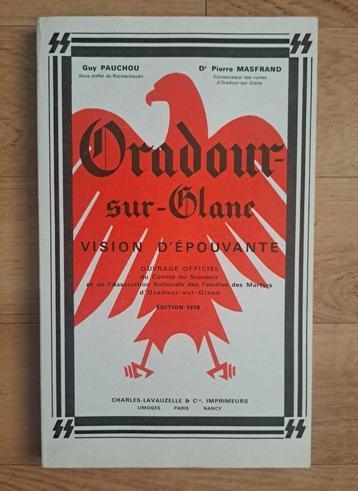 Guy PAUCHOU
Sous-préfet de Rochechouart
Dr Pierre MASFRAND
Conservateur des ruines
d'Oradour-sur-Glane
Oradour-
sur-Glane
VISION D'ÉPOUVANTE
OUVRAGE OFFICIEL
du Comité du Souvenir
et de l'Association Nationale des Familles des Martyrs
d'Oradour-sur-Glane
ÉDITION 1970
CHARLES-LAVAUZELLE & Cie, IMPRIMEURS
LIMOGES PARIS NANCY